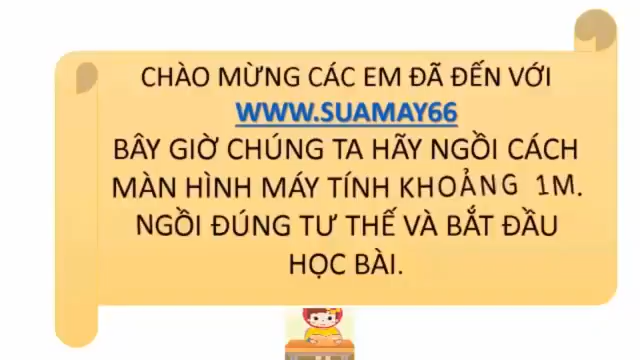 CHÀO MỪNG CÁC EM ĐÃ ĐẾN VỚI
WWW.SUAMAY66
BÂY GIỜ CHÚNG TA HÃY NGỒI CÁCH
MÀN HÌNH MÁY TÍNH KHOẢNG 1M.
NGỒI ĐÚNG TƯ THẾ VÀ BẮT ĐẦU
HỌC BÀI.